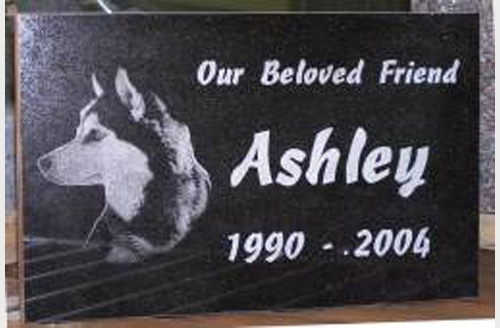 Our Beloved Friend
Ashley
1990 - 2004